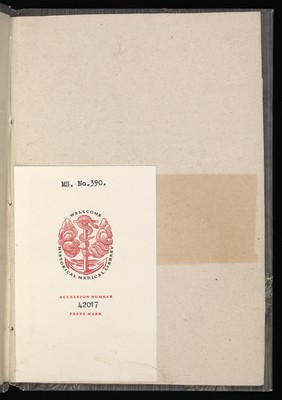 MS. No.390.
WELLCOME
HISTORICAL MEDICAL LIBRARY
ACCESSION NUMBER
42017
PRESS MARK